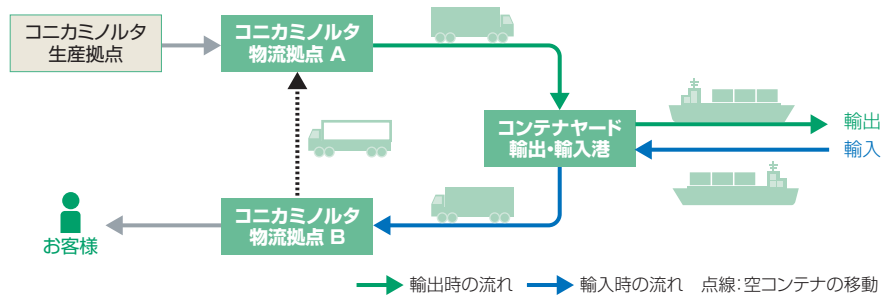 コニカミノルタ
生産拠点
コニカミノルタ
物流拠点 A
コンテナヤード
輸出・輸入港
輸出
輸入
コニカミノルタ
物流拠点 B
お客様
輸出時の流れ 輸入時の流れ 点線:空コンテナの移動